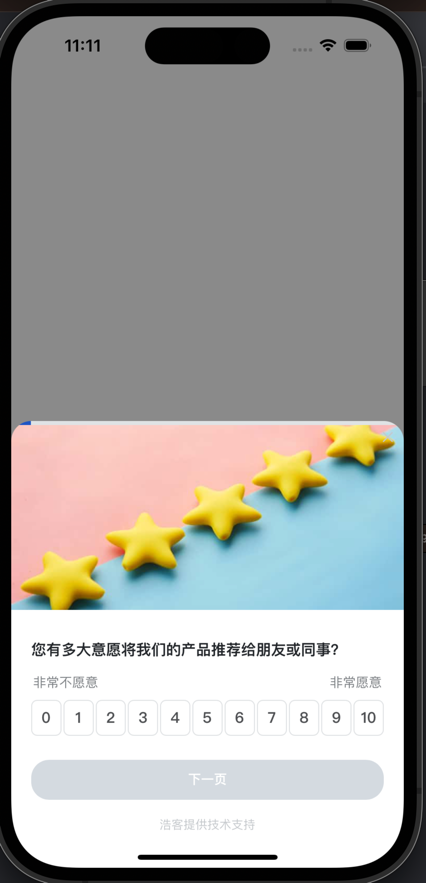 11:11
您有多大意愿将我们的产品推荐给朋友或同事?
非常不愿意 非常愿意
0 1 2 3 4 5 6 7 8 9 10
下一页
浩客提供技术支持